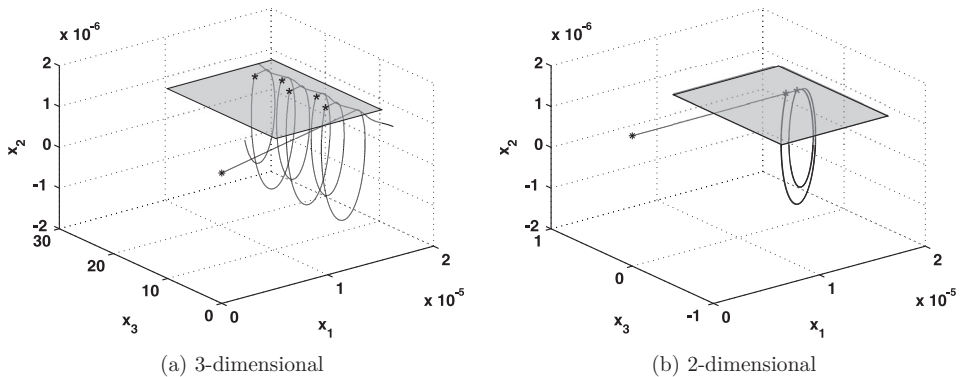 x 10⁻⁶
2
1
0
-1
-2
x₂
30
20
10
0
x₃
0
1
2
x 10⁻⁵
x₁
(a) 3-dimensional
x 10⁻⁶
2
1
0
-1
-2
x₂
1
0
-1
x₃
0
1
2
x 10⁻⁵
x₁
(b) 2-dimensional